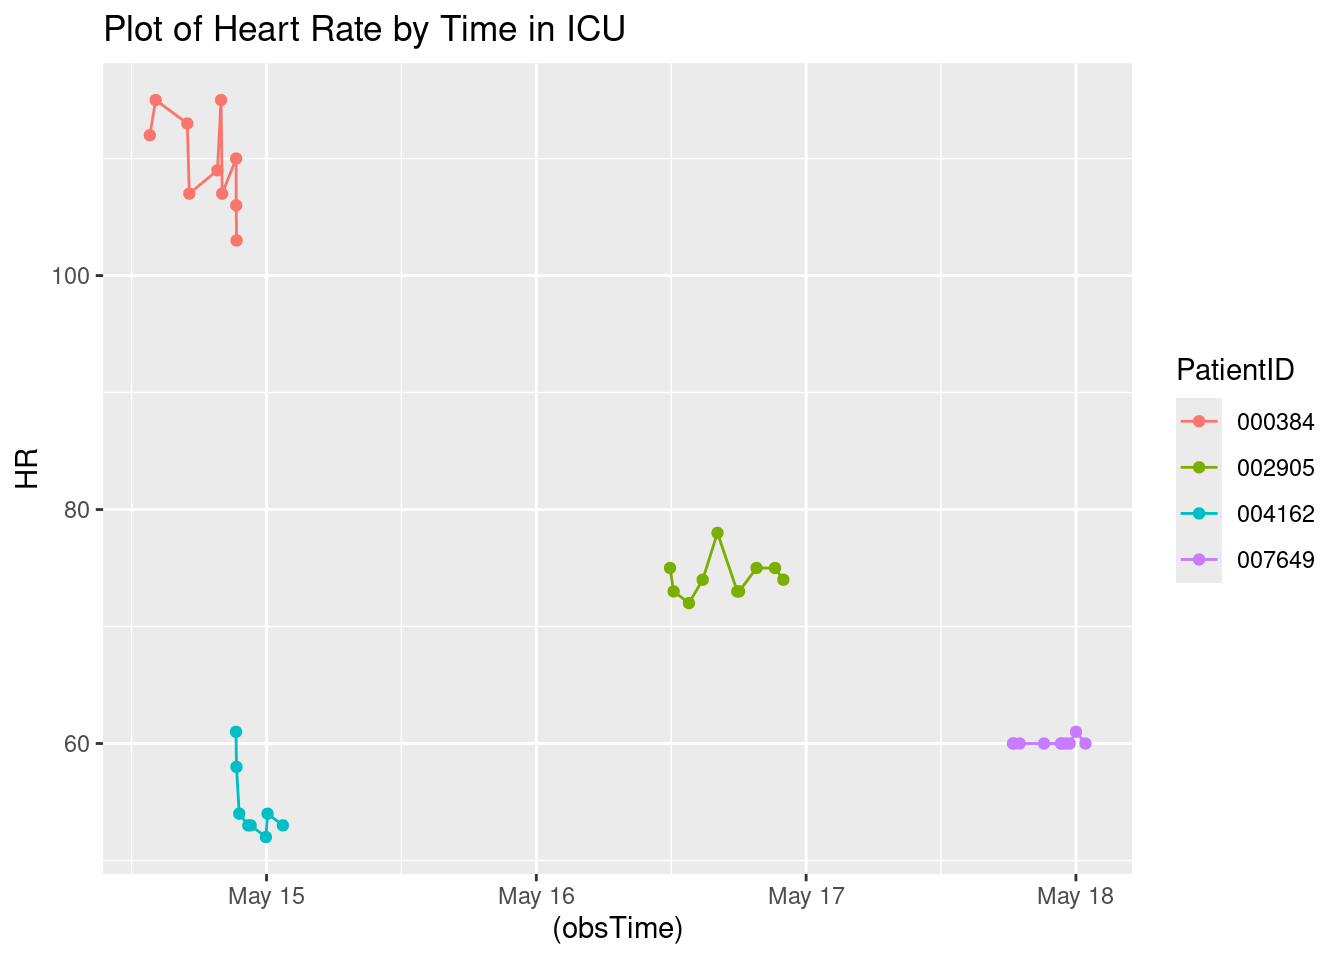 Plot of Heart Rate by Time in ICU
HR
100
80
60
May 15
May 16
May 17
May 18
(obsTime)
PatientID
000384
002905
004162
007649